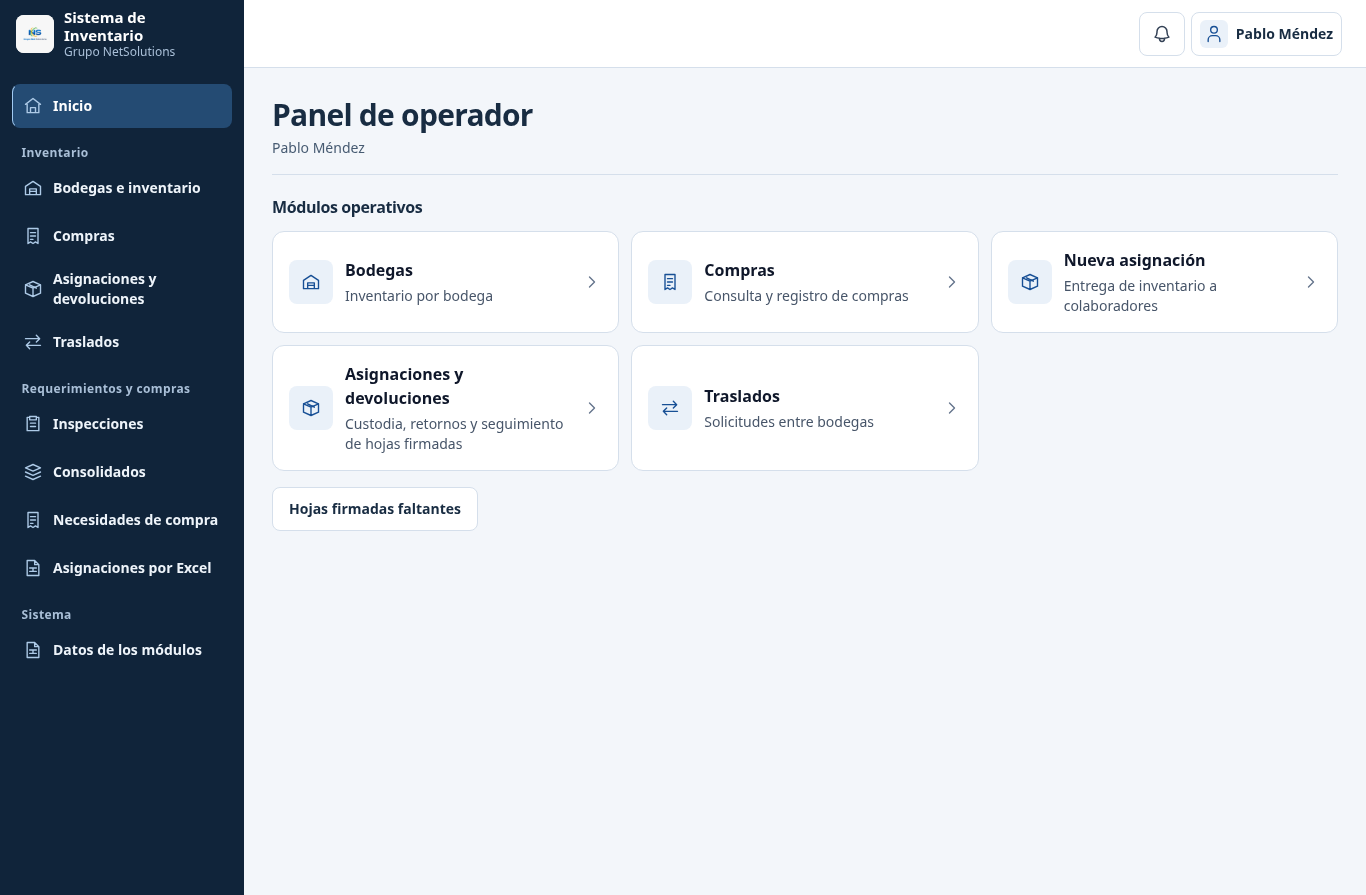 NS
Sistema de
Inventario
Grupo NetSolutions
Pablo Méndez
Inicio
Inventario
Bodegas e inventario
Compras
Asignaciones y
devoluciones
Traslados
Requerimientos y compras
Inspecciones
Consolidados
Necesidades de compra
Asignaciones por Excel
Sistema
Datos de los módulos
Panel de operador
Pablo Méndez
Módulos operativos
Bodegas
Inventario por bodega
Compras
Consulta y registro de compras
Nueva asignación
Entrega de inventario a
colaboradores
Asignaciones y
devoluciones
Custodia, retornos y seguimiento
de hojas firmadas
Traslados
Solicitudes entre bodegas
Hojas firmadas faltantes